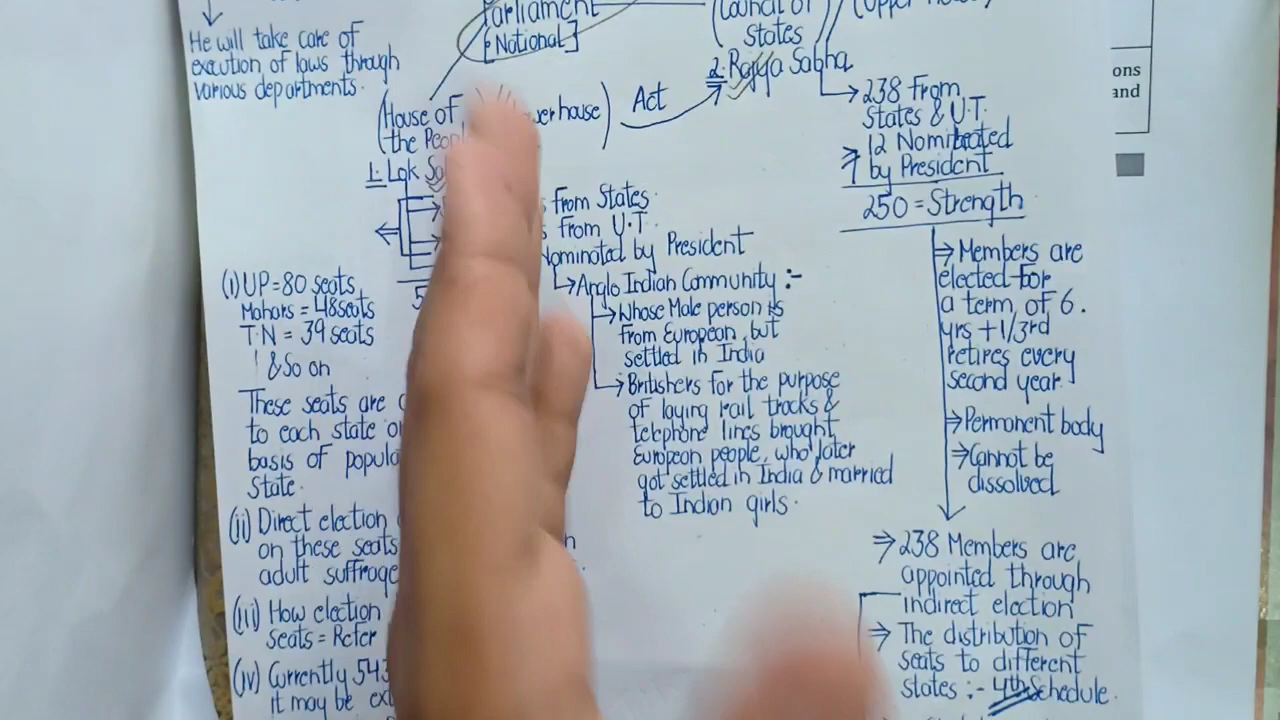 He will take care of
execution of laws through
various departments.
Parliament
[National]
(Council of
States
2. Rajya Sabha
(House of
the Peop
werhouse)
Act
1. Lok Sa
238 From
States & U.T.
12 Nominated
by President
250 = Strength
from States
from U.T
Nominated by President
Anglo Indian Community :-
Whose Male person is
from European, but
settled in India
Britishers for the purpose
of laying rail tracks &
telephone lines brought
European people, who later
got settled in India & married
to Indian girls.
(i) UP = 80 seats
Mahars = 48 seats
T.N = 39 seats
& So on
These seats are
to each state o
basis of popula
State.
(ii) Direct election
on these seats
adult suffrage
(iii) How election
seats = Refer
(iv) Currently 543
it may be ex
Members are
elected for
a term of 6.
yrs + 1/3rd
retires every
second year
Permonent body
Cannot be
dissolved
238 Members are
appointed through
indirect election
The distribution of
seats to different
states :- 4th Schedule.
ons
and